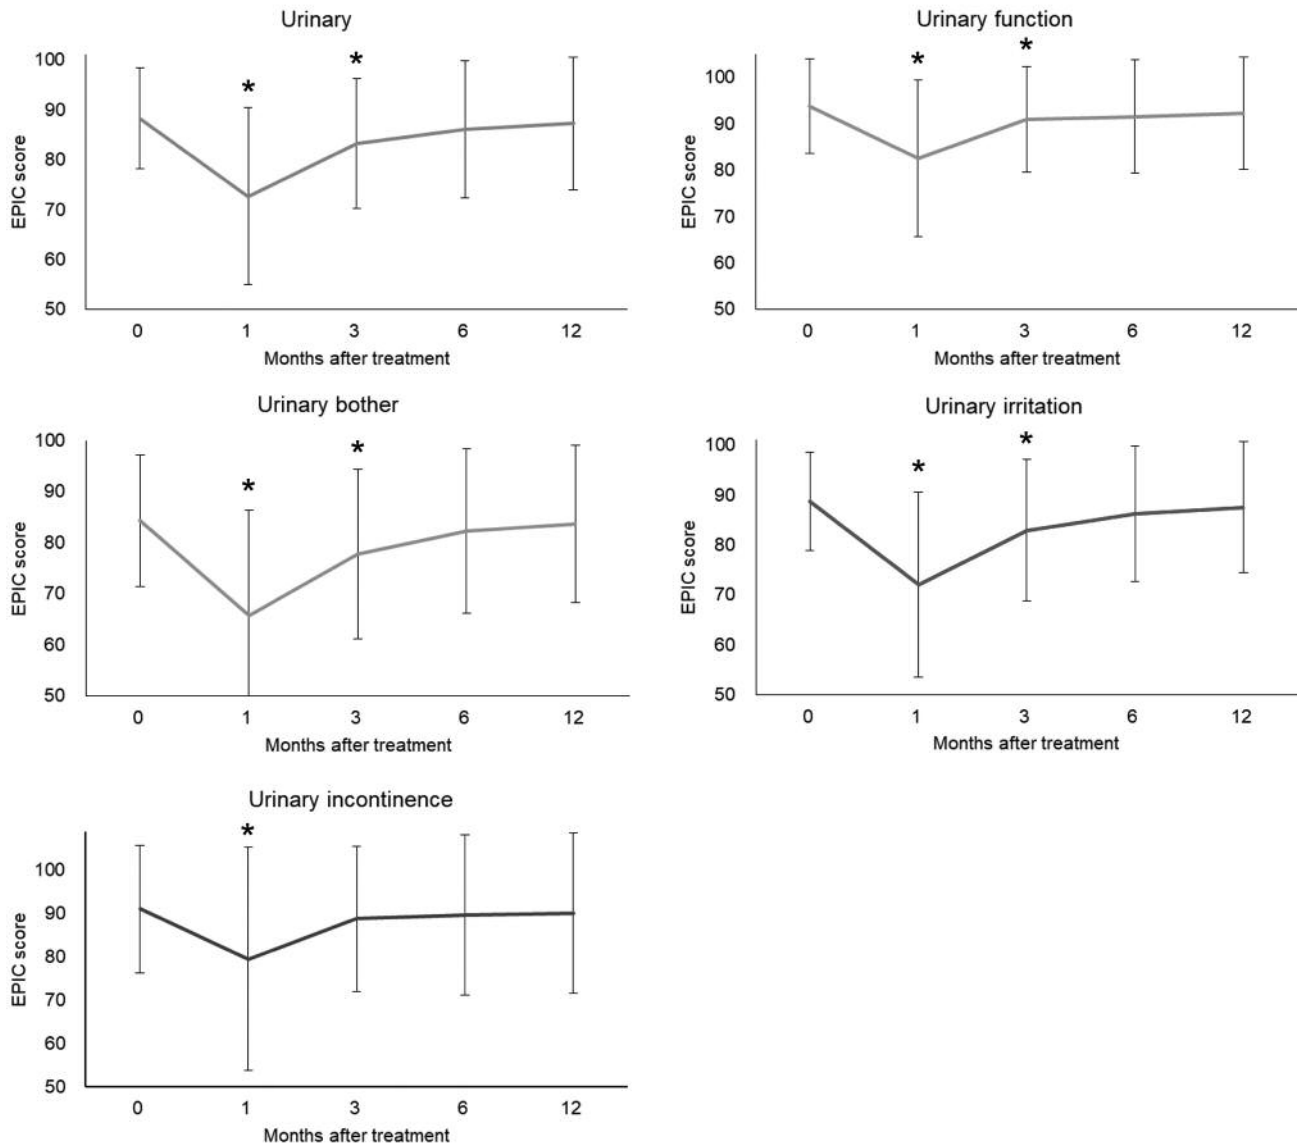 Urinary
*
*
100
90
80
70
60
50
EPIC score
0 1 3 6 12
Months after treatment
Urinary function
*
*
100
90
80
70
60
50
EPIC score
0 1 3 6 12
Months after treatment
Urinary bother
*
*
100
90
80
70
60
50
EPIC score
0 1 3 6 12
Months after treatment
Urinary irritation
*
*
100
90
80
70
60
50
EPIC score
0 1 3 6 12
Months after treatment
Urinary incontinence
*
100
90
80
70
60
50
EPIC score
0 1 3 6 12
Months after treatment